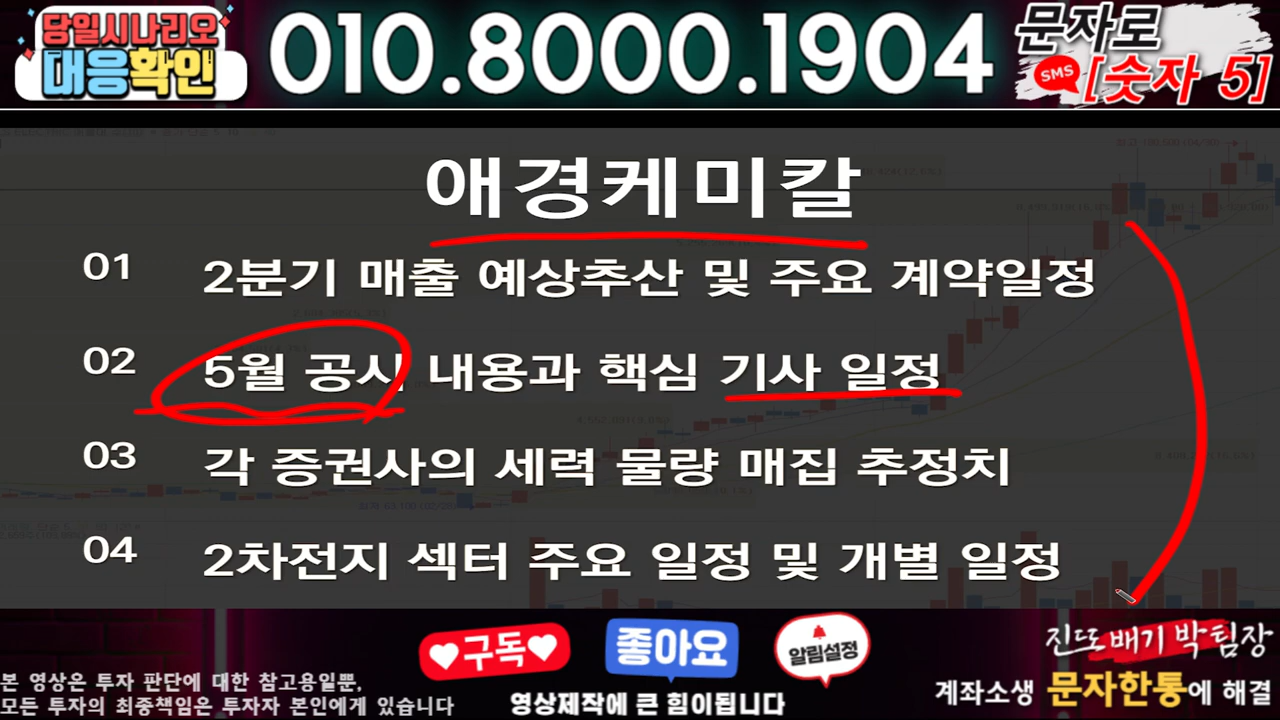 당일시나리오
대응확인
010.8000.1904
문자로
SMS
[숫자 5]
애경케미칼
01 2분기 매출 예상추산 및 주요 계약일정
02 5월 공시 내용과 핵심 기사 일정
03 각 증권사의 세력 물량 매집 추정치
04 2차전지 섹터 주요 일정 및 개별 일정
구독
좋아요
알림설정
진또배기 박팀장
본 영상은 투자 판단에 대한 참고용일뿐,
모든 투자의 최종책임은 투자자 본인에게 있습니다
영상제작에 큰 힘이됩니다
계좌소생 문자한통에 해결